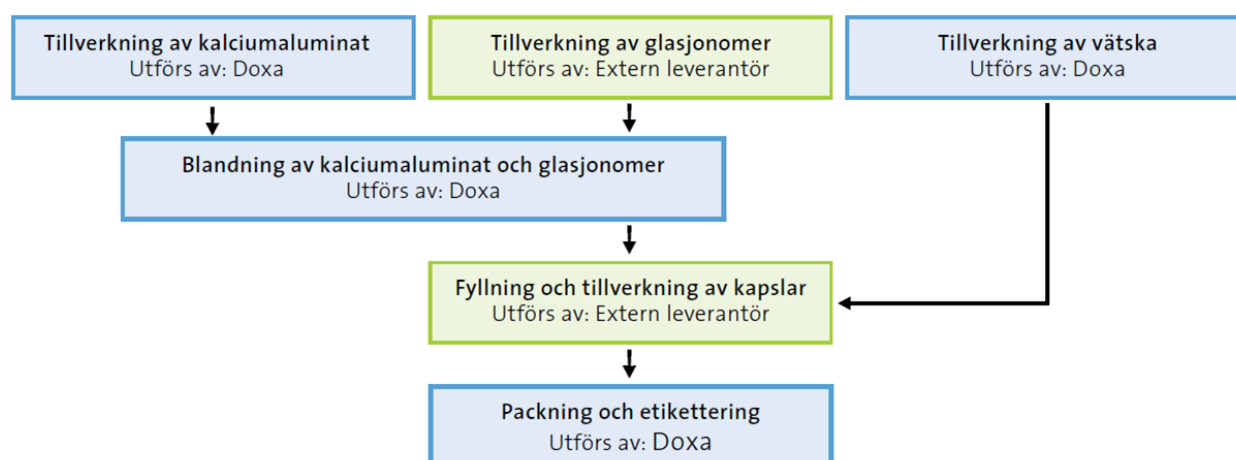 Tillverkning av kalciumaluminat
Utförs av: Doxa
Tillverkning av glasjonomer
Utförs av: Extern leverantör
Tillverkning av vätska
Utförs av: Doxa
Blandning av kalciumaluminat och glasjonomer
Utförs av: Doxa
Fyllning och tillverkning av kapslar
Utförs av: Extern leverantör
Packning och etikettering
Utförs av: Doxa